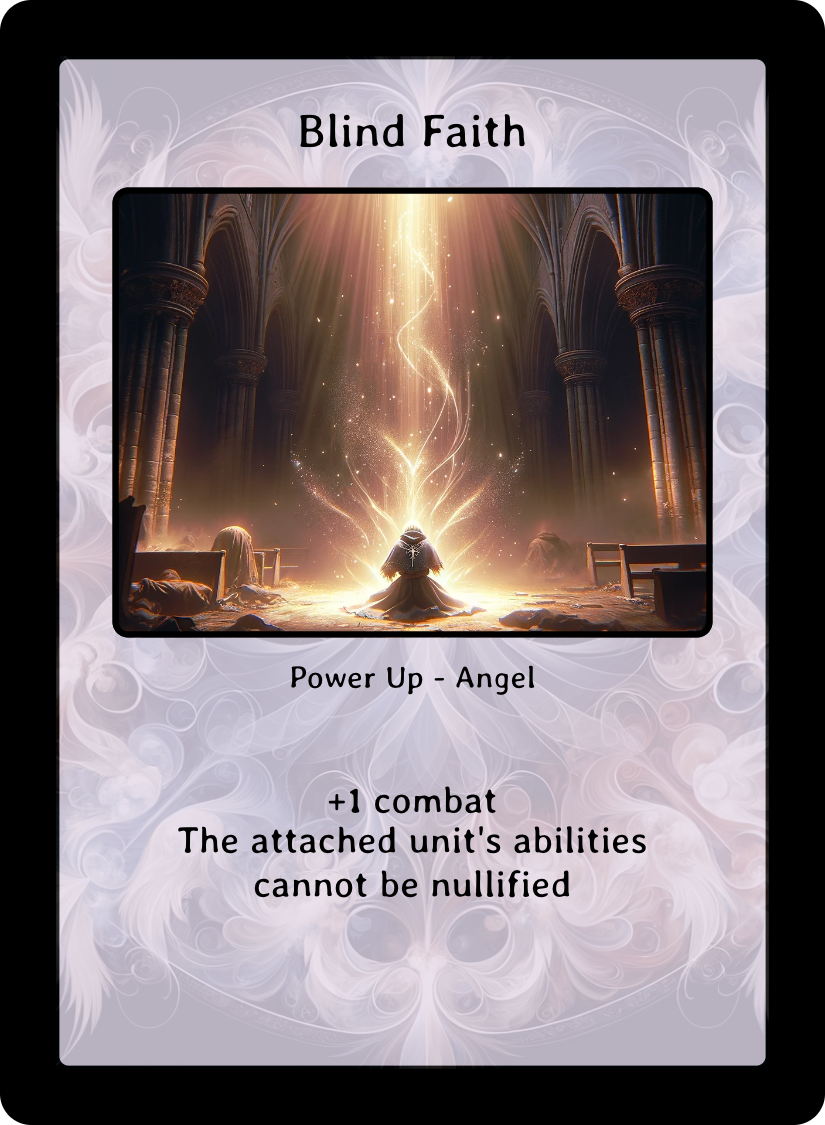 Blind Faith
Power Up - Angel
+1 combat
The attached unit's abilities
cannot be nullified